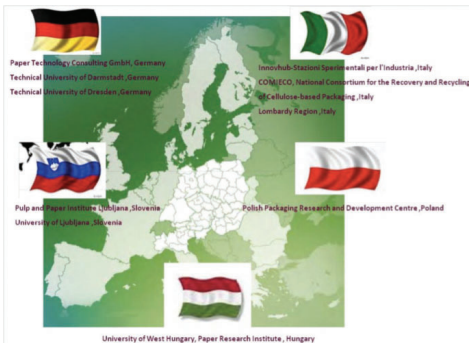 Paper Technology Consulting GmbH, Germany
Technical University of Darmstadt ,Germany
Technical University of Dresden ,Germany
Innovhub-Stazioni Sperimentali per l'Industria ,Italy
COMIECO, National Consortium for the Recovery and Recycling
of Cellulose-based Packaging ,Italy
Lombardy Region ,Italy
Pulp and Paper Institute Ljubljana ,Slovenia
University of Ljubljana ,Slovenia
Polish Packaging Research and Development Centre ,Poland
University of West Hungary, Paper Research Institute , Hungary